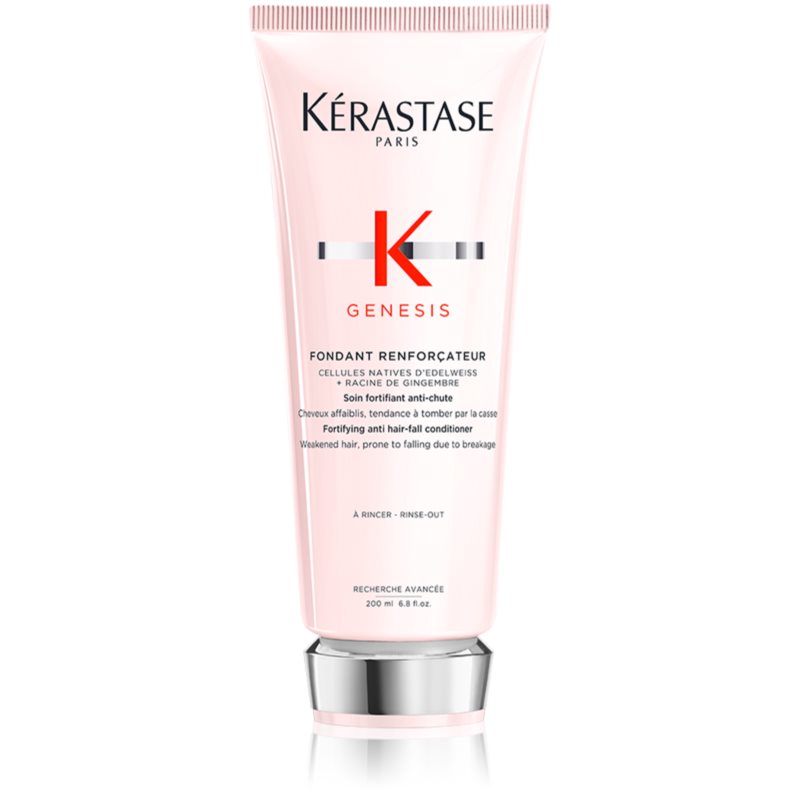 KÉRASTASE
PARIS
K
GENESIS
FONDANT RENFORÇATEUR
CELLULES NATIVES D'EDELWEISS
+ RACINE DE GINGEMBRE
Soin fortifiant anti-chute
Cheveux affaiblis, tendance à tomber par la casse
Fortifying anti hair-fall conditioner
Weakened hair, prone to falling due to breakage
À RINCER - RINSE-OUT
RECHERCHE AVANCÉE
200 ml 6.8 fl.oz.